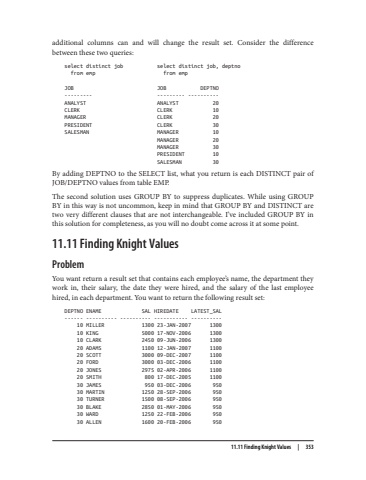 additional columns can and will change the result set. Consider the difference
between these two queries:
select distinct job          select distinct job, deptno
  from emp                     from emp
JOB                          JOB           DEPTNO
---------                    --------- ----------
ANALYST                      ANALYST           20
CLERK                        CLERK             10
MANAGER                      CLERK             20
PRESIDENT                    CLERK             30
SALESMAN                     MANAGER           10
                             MANAGER           20
                             MANAGER           30
                             PRESIDENT         10
                             SALESMAN          30
By adding DEPTNO to the SELECT list, what you return is each DISTINCT pair of
JOB/DEPTNO values from table EMP.
The second solution uses GROUP BY to suppress duplicates. While using GROUP
BY in this way is not uncommon, keep in mind that GROUP BY and DISTINCT are
two very different clauses that are not interchangeable. I've included GROUP BY in
this solution for completeness, as you will no doubt come across it at some point.
11.11 Finding Knight Values
Problem
You want return a result set that contains each employee's name, the department they
work in, their salary, the date they were hired, and the salary of the last employee
hired, in each department. You want to return the following result set:
DEPTNO ENAME             SAL HIREDATE    LATEST_SAL
------ ---------- ---------- ----------- ----------
    10 MILLER           1300 23-JAN-2007       1300
    10 KING             5000 17-NOV-2006       1300
    10 CLARK            2450 09-JUN-2006       1300
    20 ADAMS            1100 12-JAN-2007       1100
    20 SCOTT            3000 09-DEC-2007       1100
    20 FORD             3000 03-DEC-2006       1100
    20 JONES            2975 02-APR-2006       1100
    20 SMITH             800 17-DEC-2005       1100
    30 JAMES             950 03-DEC-2006        950
    30 MARTIN           1250 28-SEP-2006        950
    30 TURNER           1500 08-SEP-2006        950
    30 BLAKE            2850 01-MAY-2006        950
    30 WARD             1250 22-FEB-2006        950
    30 ALLEN            1600 20-FEB-2006        950
11.11 Finding Knight Values | 353